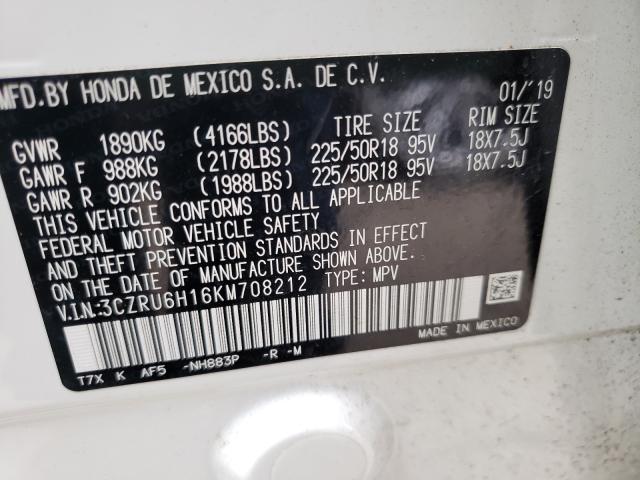 MFD.BY HONDA DE MEXICO S.A. DE C.V. 01/'19
GVWR 1890KG (4166LBS) TIRE SIZE RIM SIZE
GAWR F 988KG (2178LBS) 225/50R18 95V 18X7.5J
GAWR R 902KG (1988LBS) 225/50R18 95V 18X7.5J
THIS VEHICLE CONFORMS TO ALL APPLICABLE
FEDERAL MOTOR VEHICLE SAFETY
AND THEFT PREVENTION STANDARDS IN EFFECT
ON THE DATE OF MANUFACTURE SHOWN ABOVE.
V.I.N:3CZRU6H16KM708212 TYPE: MPV
MADE IN MEXICO
T7X K AF5 -NH883P -R -M